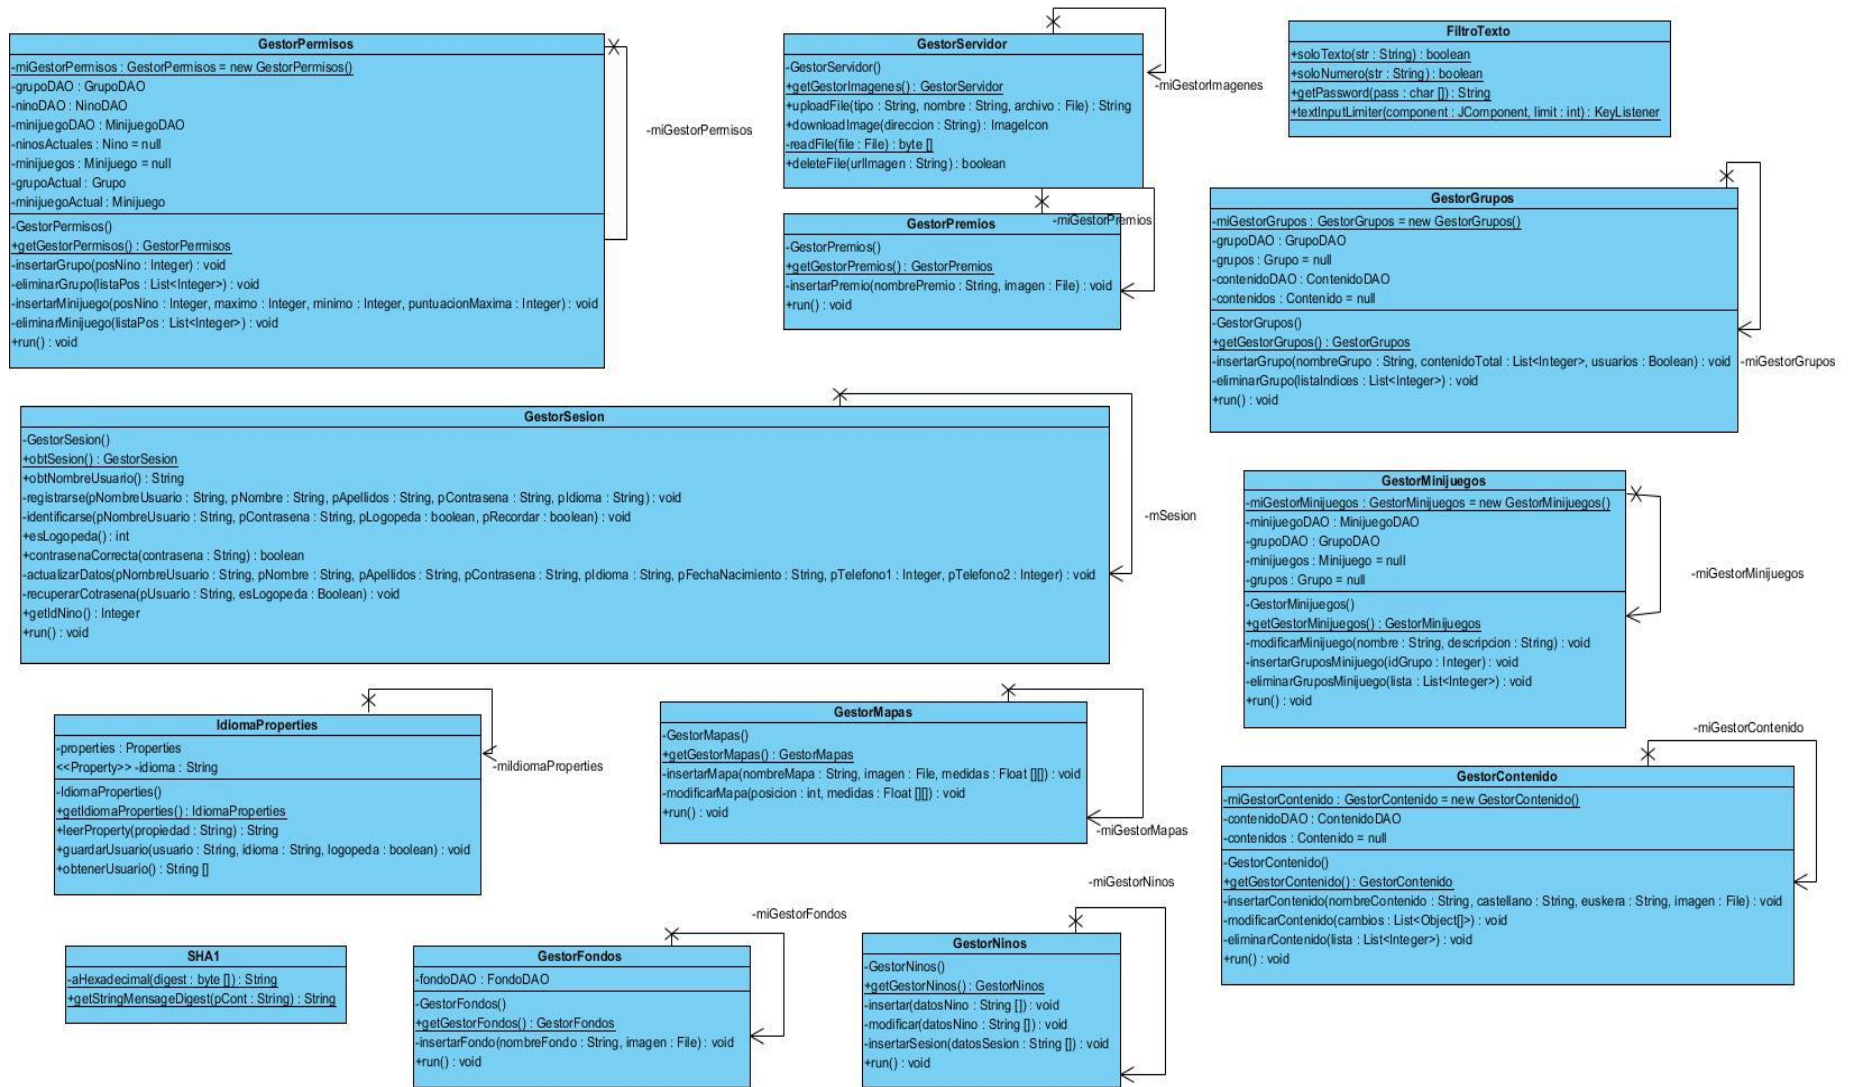 GestorPermisos
-miGestorPermisos : GestorPermisos = new GestorPermisos()
-grupoDAO : GrupoDAO
-ninoDAO : NinoDAO
-minijuegoDAO : MinijuegoDAO
-ninosActuales : Nino = null
-minijuegos : Minijuego = null
-grupoActual : Grupo
-minijuegoActual : Minijuego
-GestorPermisos()
+getGestorPermisos() : GestorPermisos
-insertarGrupo(posNino : Integer) : void
-eliminarGrupo(listaPos : List<Integer>) : void
-insertarMinijuego(posNino : Integer, maximo : Integer, minimo : Integer, puntuacionMaxima : Integer) : void
-eliminarMinijuego(listaPos : List<Integer>) : void
+run() : void
-miGestorPermisos
GestorServidor
-GestorServidor()
+getGestorImagenes() : GestorServidor
+uploadFile(tipo : String, nombre : String, archivo : File) : String
+downloadImage(direccion : String) : ImageIcon
-readFile(file : File) : byte []
+deleteFile(urlImagen : String) : boolean
-miGestorImagenes
FiltroTexto
+soloTexto(str : String) : boolean
+soloNumero(str : String) : boolean
+getPassword(pass : char []) : String
+textInputLimiter(component : JComponent, limit : int) : KeyListener
GestorPremios
-GestorPremios()
+getGestorPremios() : GestorPremios
-insertarPremio(nombrePremio : String, imagen : File) : void
+run() : void
-miGestorPremios
GestorGrupos
-miGestorGrupos : GestorGrupos = new GestorGrupos()
-grupoDAO : GrupoDAO
-grupos : Grupo = null
-contenidoDAO : ContenidoDAO
-contenidos : Contenido = null
-GestorGrupos()
+getGestorGrupos() : GestorGrupos
-insertarGrupo(nombreGrupo : String, contenidoTotal : List<Integer>, usuarios : Boolean) : void
-eliminarGrupo(listaIndices : List<Integer>) : void
+run() : void
-miGestorGrupos
GestorSesion
-GestorSesion()
+obtSesion() : GestorSesion
+obtNombreUsuario() : String
-registrarse(pNombreUsuario : String, pNombre : String, pApellidos : String, pContrasena : String, pIdioma : String) : void
-identificarse(pNombreUsuario : String, pContrasena : String, pLogopeda : boolean, pRecordar : boolean) : void
+esLogopeda() : int
+contrasenaCorrecta(contrasena : String) : boolean
-actualizarDatos(pNombreUsuario : String, pNombre : String, pApellidos : String, pContrasena : String, pIdioma : String, pFechaNacimiento : String, pTelefono1 : Integer, pTelefono2 : Integer) : void
-recuperarCotrasena(pUsuario : String, esLogopeda : Boolean) : void
+getIdNino() : Integer
+run() : void
-mSesion
GestorMinijuegos
-miGestorMinijuegos : GestorMinijuegos = new GestorMinijuegos()
-minijuegoDAO : MinijuegoDAO
-grupoDAO : GrupoDAO
-minijuegos : Minijuego = null
-grupos : Grupo = null
-GestorMinijuegos()
+getGestorMinijuegos() : GestorMinijuegos
-modificarMinijuego(nombre : String, descripcion : String) : void
-insertarGruposMinijuego(idGrupo : Integer) : void
-eliminarGruposMinijuego(lista : List<Integer>) : void
+run() : void
-miGestorMinijuegos
IdiomaProperties
-properties : Properties
<<Property>> -idioma : String
-IdiomaProperties()
+getIdiomaProperties() : IdiomaProperties
+leerProperty(propiedad : String) : String
+guardarUsuario(usuario : String, idioma : String, logopeda : boolean) : void
+obtenerUsuario() : String []
-miIdiomaProperties
GestorMapas
-GestorMapas()
+getGestorMapas() : GestorMapas
-insertarMapa(nombreMapa : String, imagen : File, medidas : Float [][]) : void
-modificarMapa(posicion : int, medidas : Float [][]) : void
+run() : void
-miGestorMapas
-miGestorContenido
GestorContenido
-miGestorContenido : GestorContenido = new GestorContenido()
-contenidoDAO : ContenidoDAO
-contenidos : Contenido = null
-GestorContenido()
+getGestorContenido() : GestorContenido
-insertarContenido(nombreContenido : String, castellano : String, euskera : String, imagen : File) : void
-modificarContenido(cambios : List<Object[]>) : void
-eliminarContenido(lista : List<Integer>) : void
+run() : void
SHA1
-aHexadecimal(digest : byte []) : String
+getStringMessageDigest(pCont : String) : String
-miGestorFondos
GestorFondos
-fondoDAO : FondoDAO
-GestorFondos()
+getGestorFondos() : GestorFondos
-insertarFondo(nombreFondo : String, imagen : File) : void
+run() : void
-miGestorNinos
GestorNinos
-GestorNinos()
+getGestorNinos() : GestorNinos
-insertar(datosNino : String []) : void
-modificar(datosNino : String []) : void
-insertarSesion(datosSesion : String []) : void
+run() : void